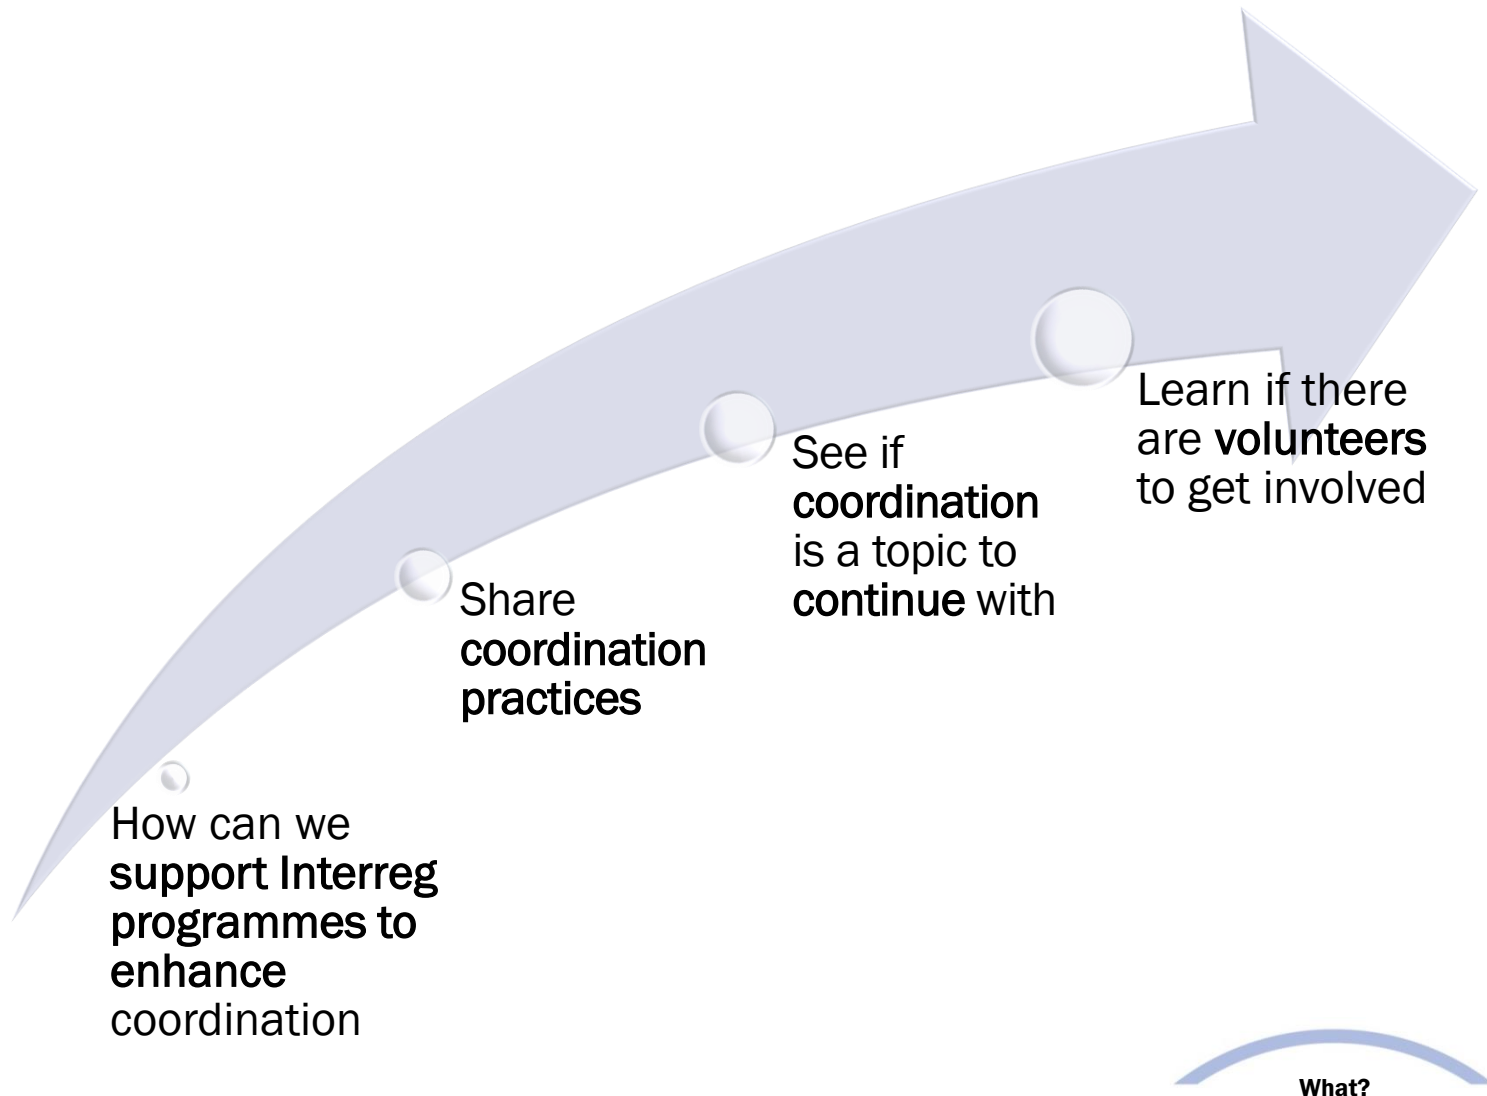 How can we
support Interreg
programmes to
enhance
coordination
Share
coordination
practices
See if
coordination
is a topic to
continue with
Learn if there
are volunteers
to get involved
What?